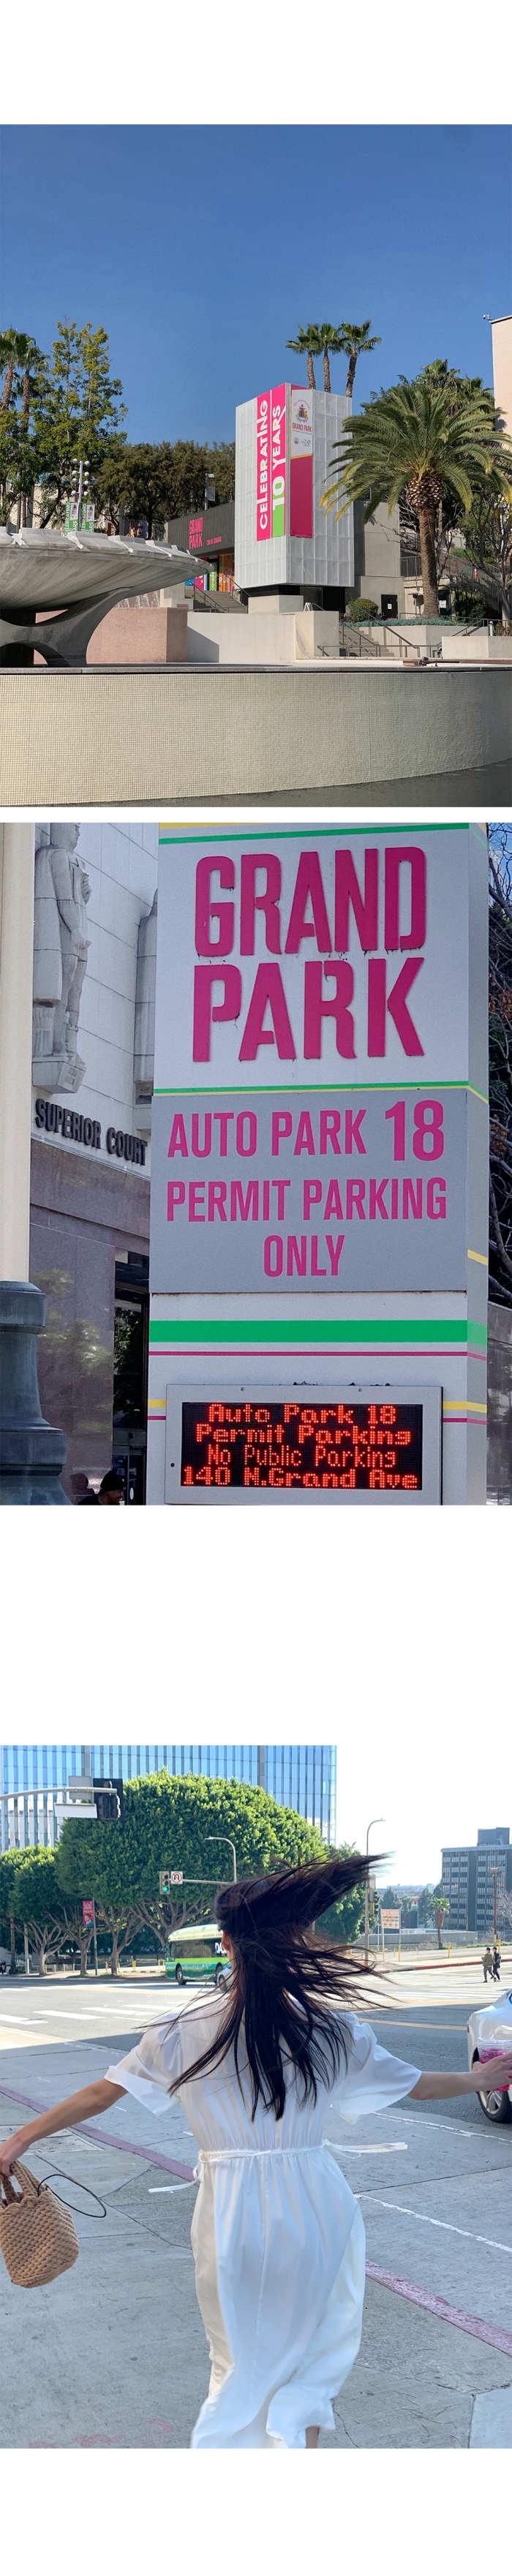 CELEBRATING
10 YEARS
GRAND PARK
GRAND
PARK
GRAND
PARK
SUPERIOR COURT
AUTO PARK 18
PERMIT PARKING
ONLY
Auto Park 18
Permit Parking
No Public Parking
140 N.Grand Ave